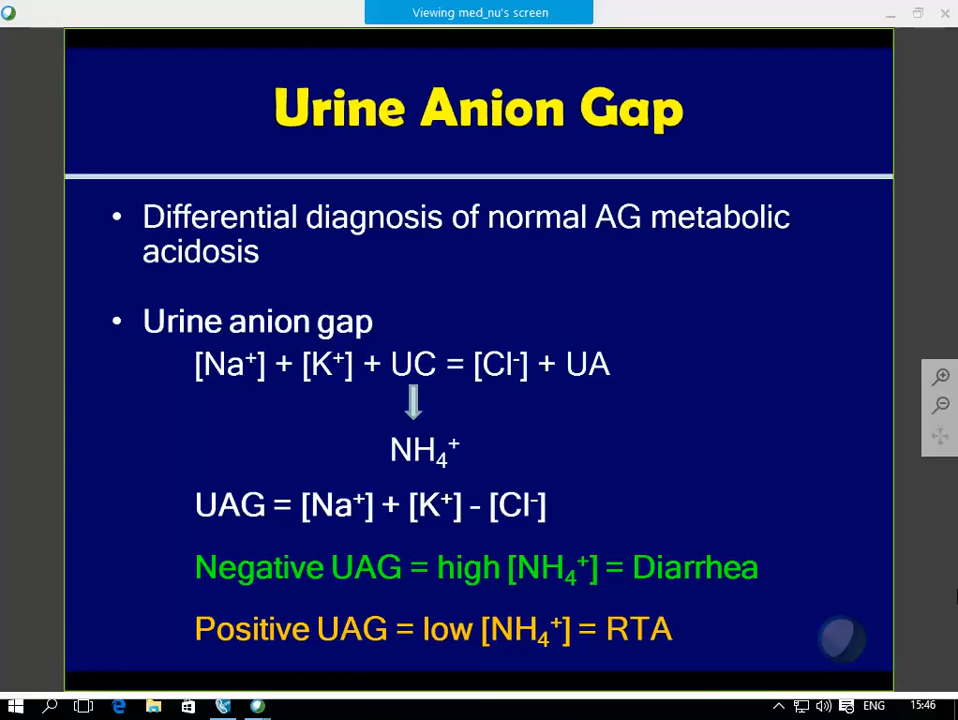 Viewing med_nu's screen
Urine Anion Gap
• Differential diagnosis of normal AG metabolic
acidosis
• Urine anion gap
[Na⁺] + [K⁺] + UC = [Cl⁻] + UA
NH₄⁺
UAG = [Na⁺] + [K⁺] - [Cl⁻]
Negative UAG = high [NH₄⁺] = Diarrhea
Positive UAG = low [NH₄⁺] = RTA
ENG 15:46